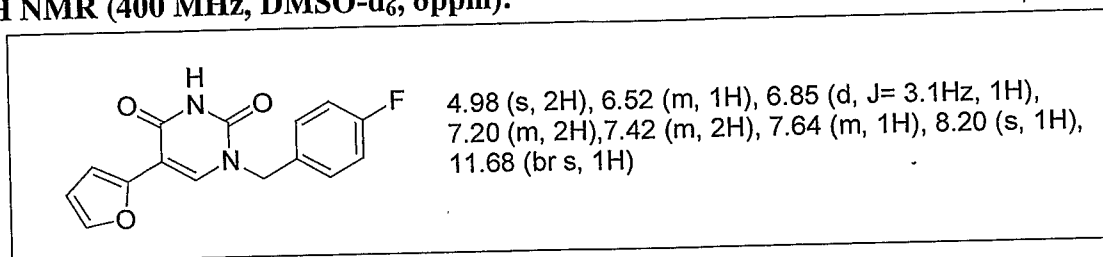 H NMR (400 MHz, DMSO-d₆, δppm):
H
O N O F
N
O
4.98 (s, 2H), 6.52 (m, 1H), 6.85 (d, J= 3.1Hz, 1H),
7.20 (m, 2H),7.42 (m, 2H), 7.64 (m, 1H), 8.20 (s, 1H),
11.68 (br s, 1H)